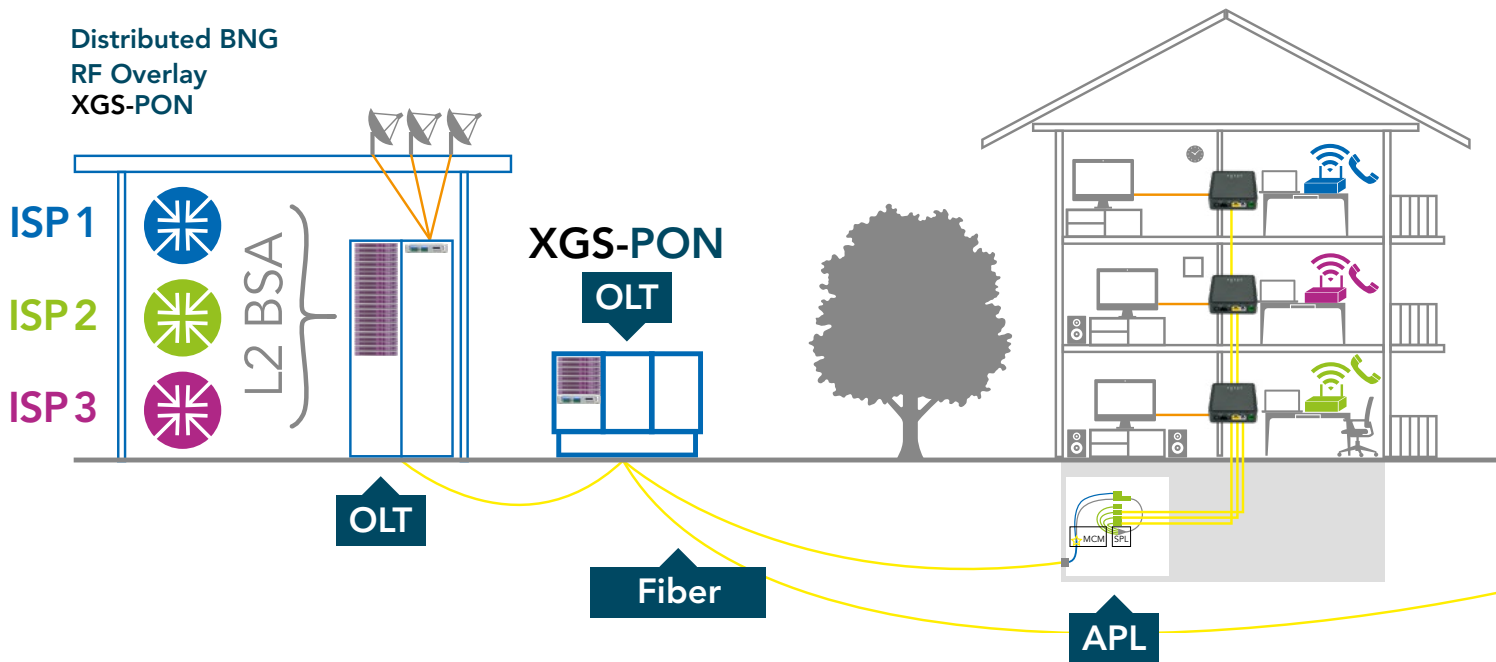 Distributed BNG
RF Overlay
XGS-PON
ISP 1
ISP 2
ISP 3
L2 BSA
XGS-PON
OLT
OLT
Fiber
MCM
SPL
APL